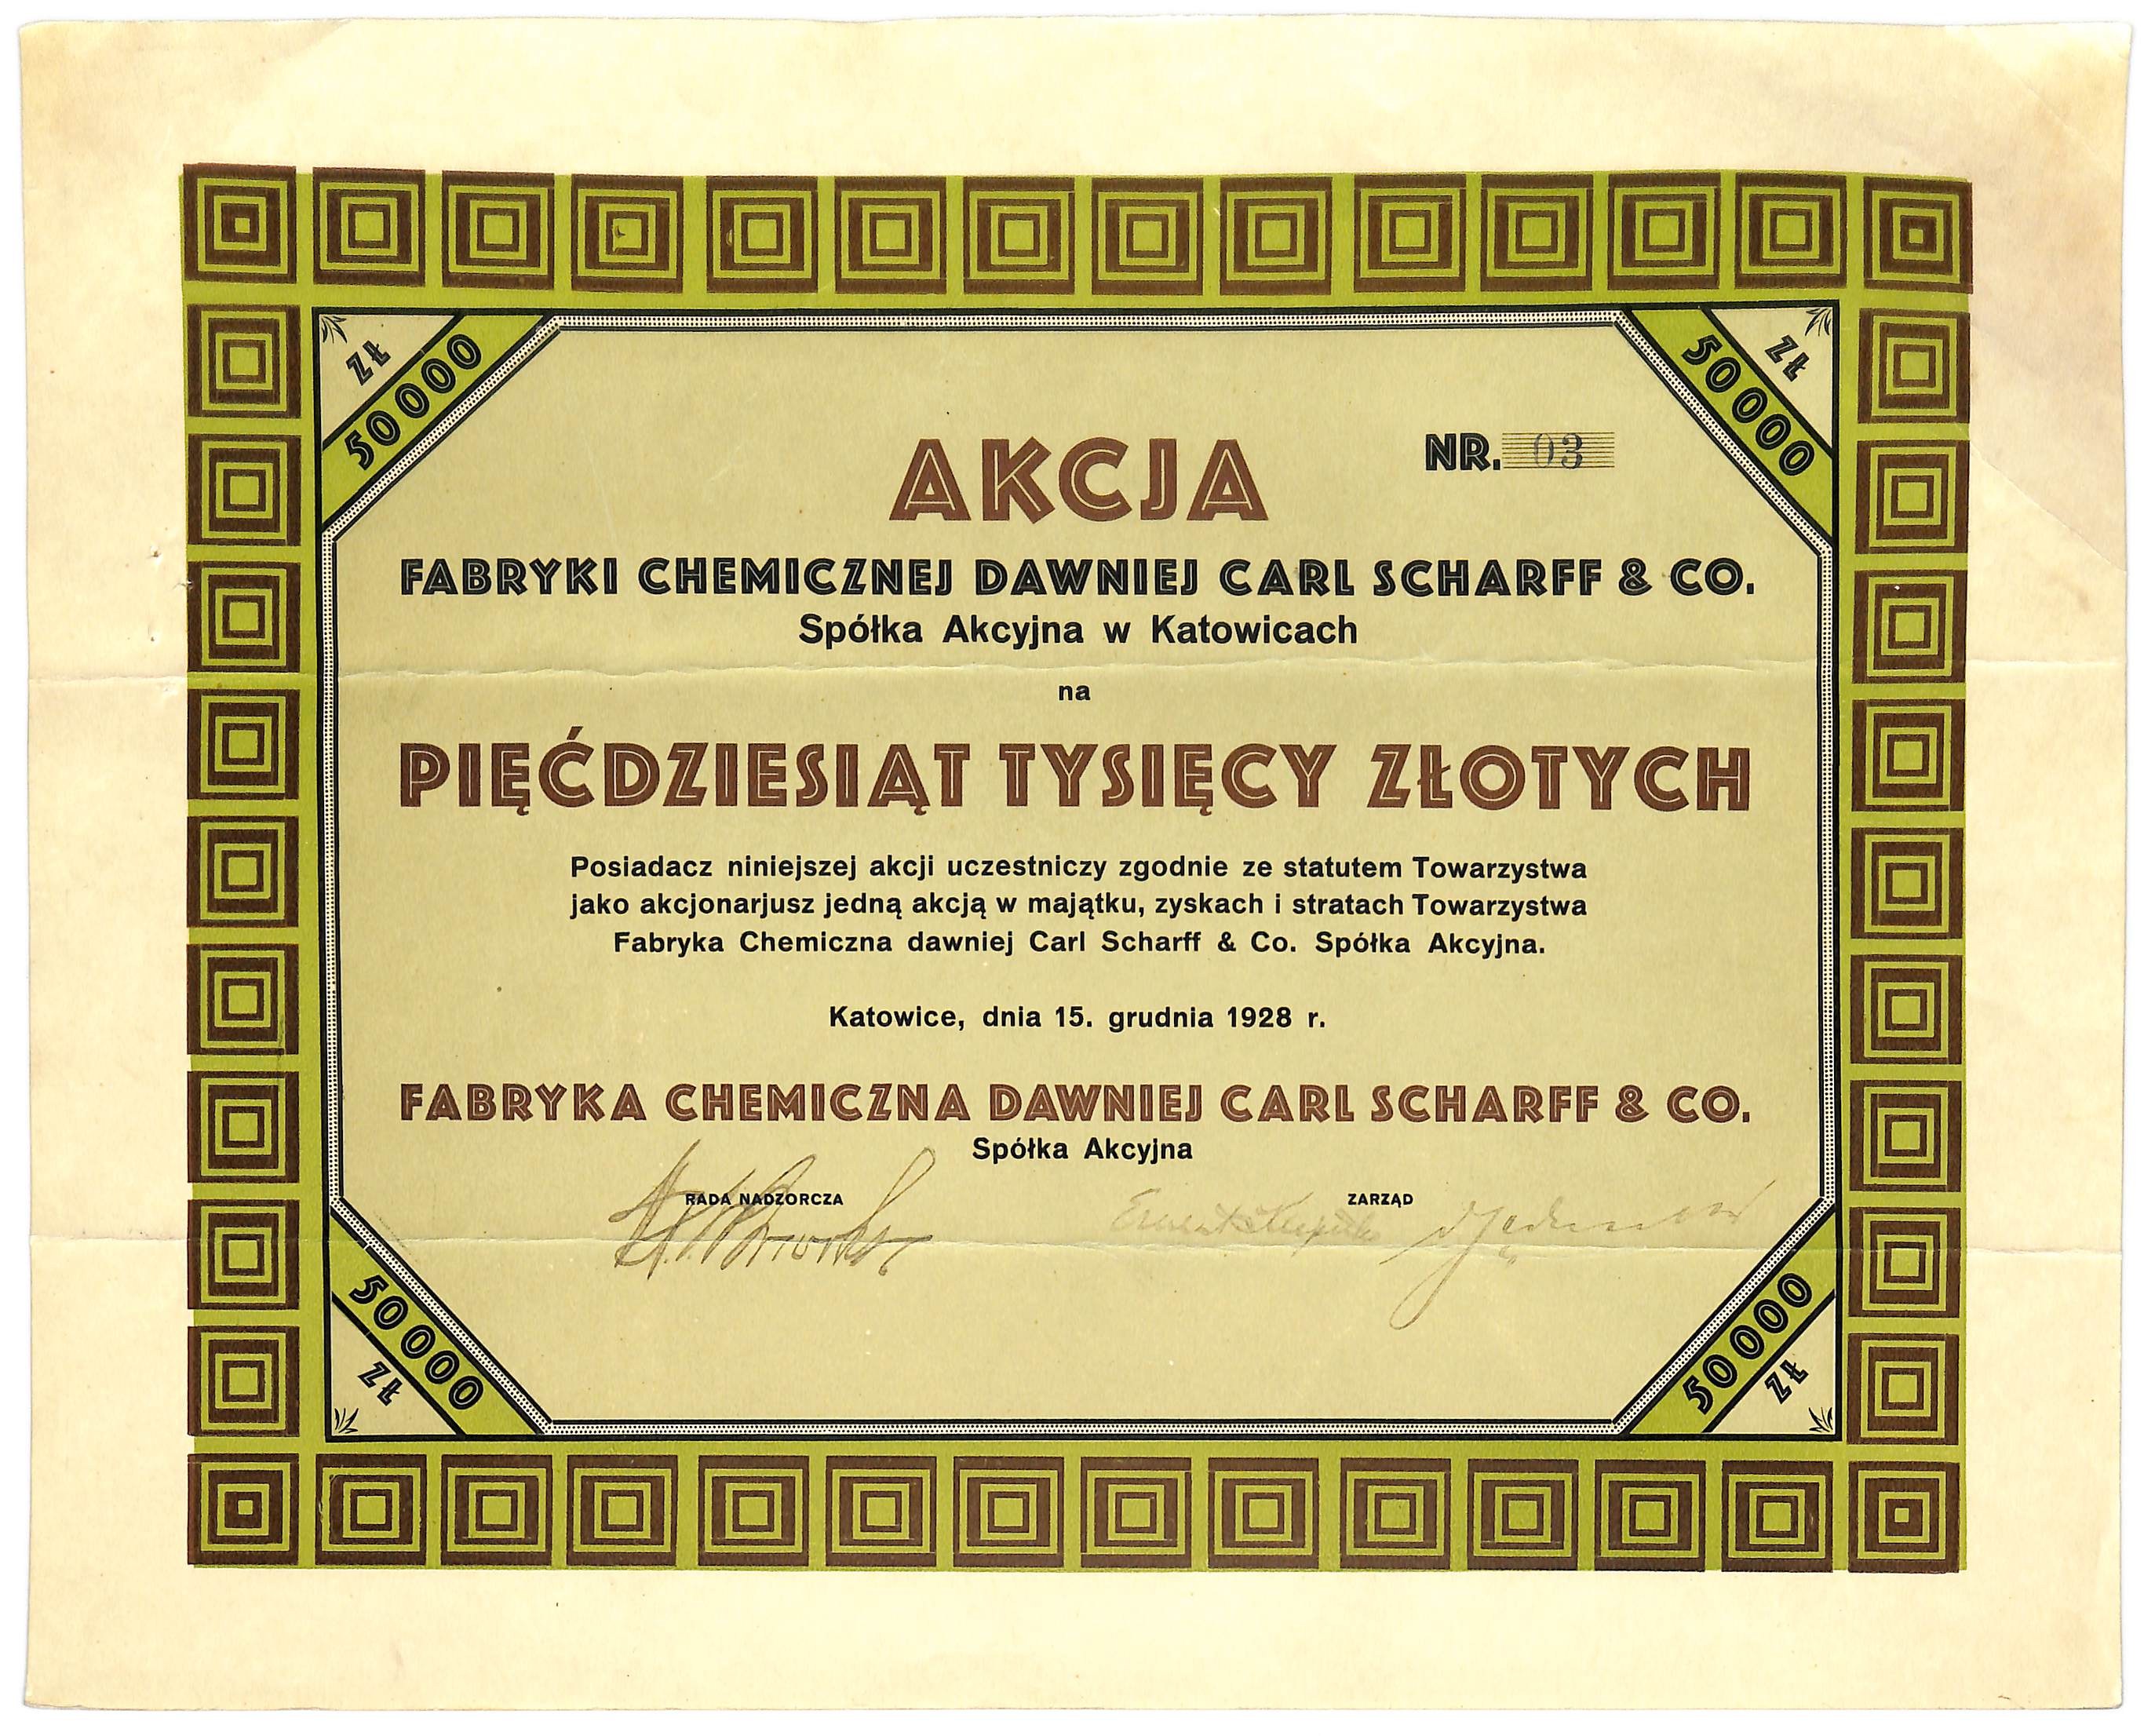 ZŁ
50000
ZŁ
50000
AKCJA
NR. 03
FABRYKI CHEMICZNEJ DAWNIEJ CARL SCHARFF & CO.
Spółka Akcyjna w Katowicach
na
PIĘĆDZIESIĄT TYSIĘCY ZŁOTYCH
Posiadacz niniejszej akcji uczestniczy zgodnie ze statutem Towarzystwa
jako akcjonarjusz jedną akcją w majątku, zyskach i stratach Towarzystwa
Fabryka Chemiczna dawniej Carl Scharff & Co. Spółka Akcyjna.
Katowice, dnia 15. grudnia 1928 r.
FABRYKA CHEMICZNA DAWNIEJ CARL SCHARFF & CO.
Spółka Akcyjna
RADA NADZORCZA
ZARZĄD
50000
ZŁ
50000
ZŁ